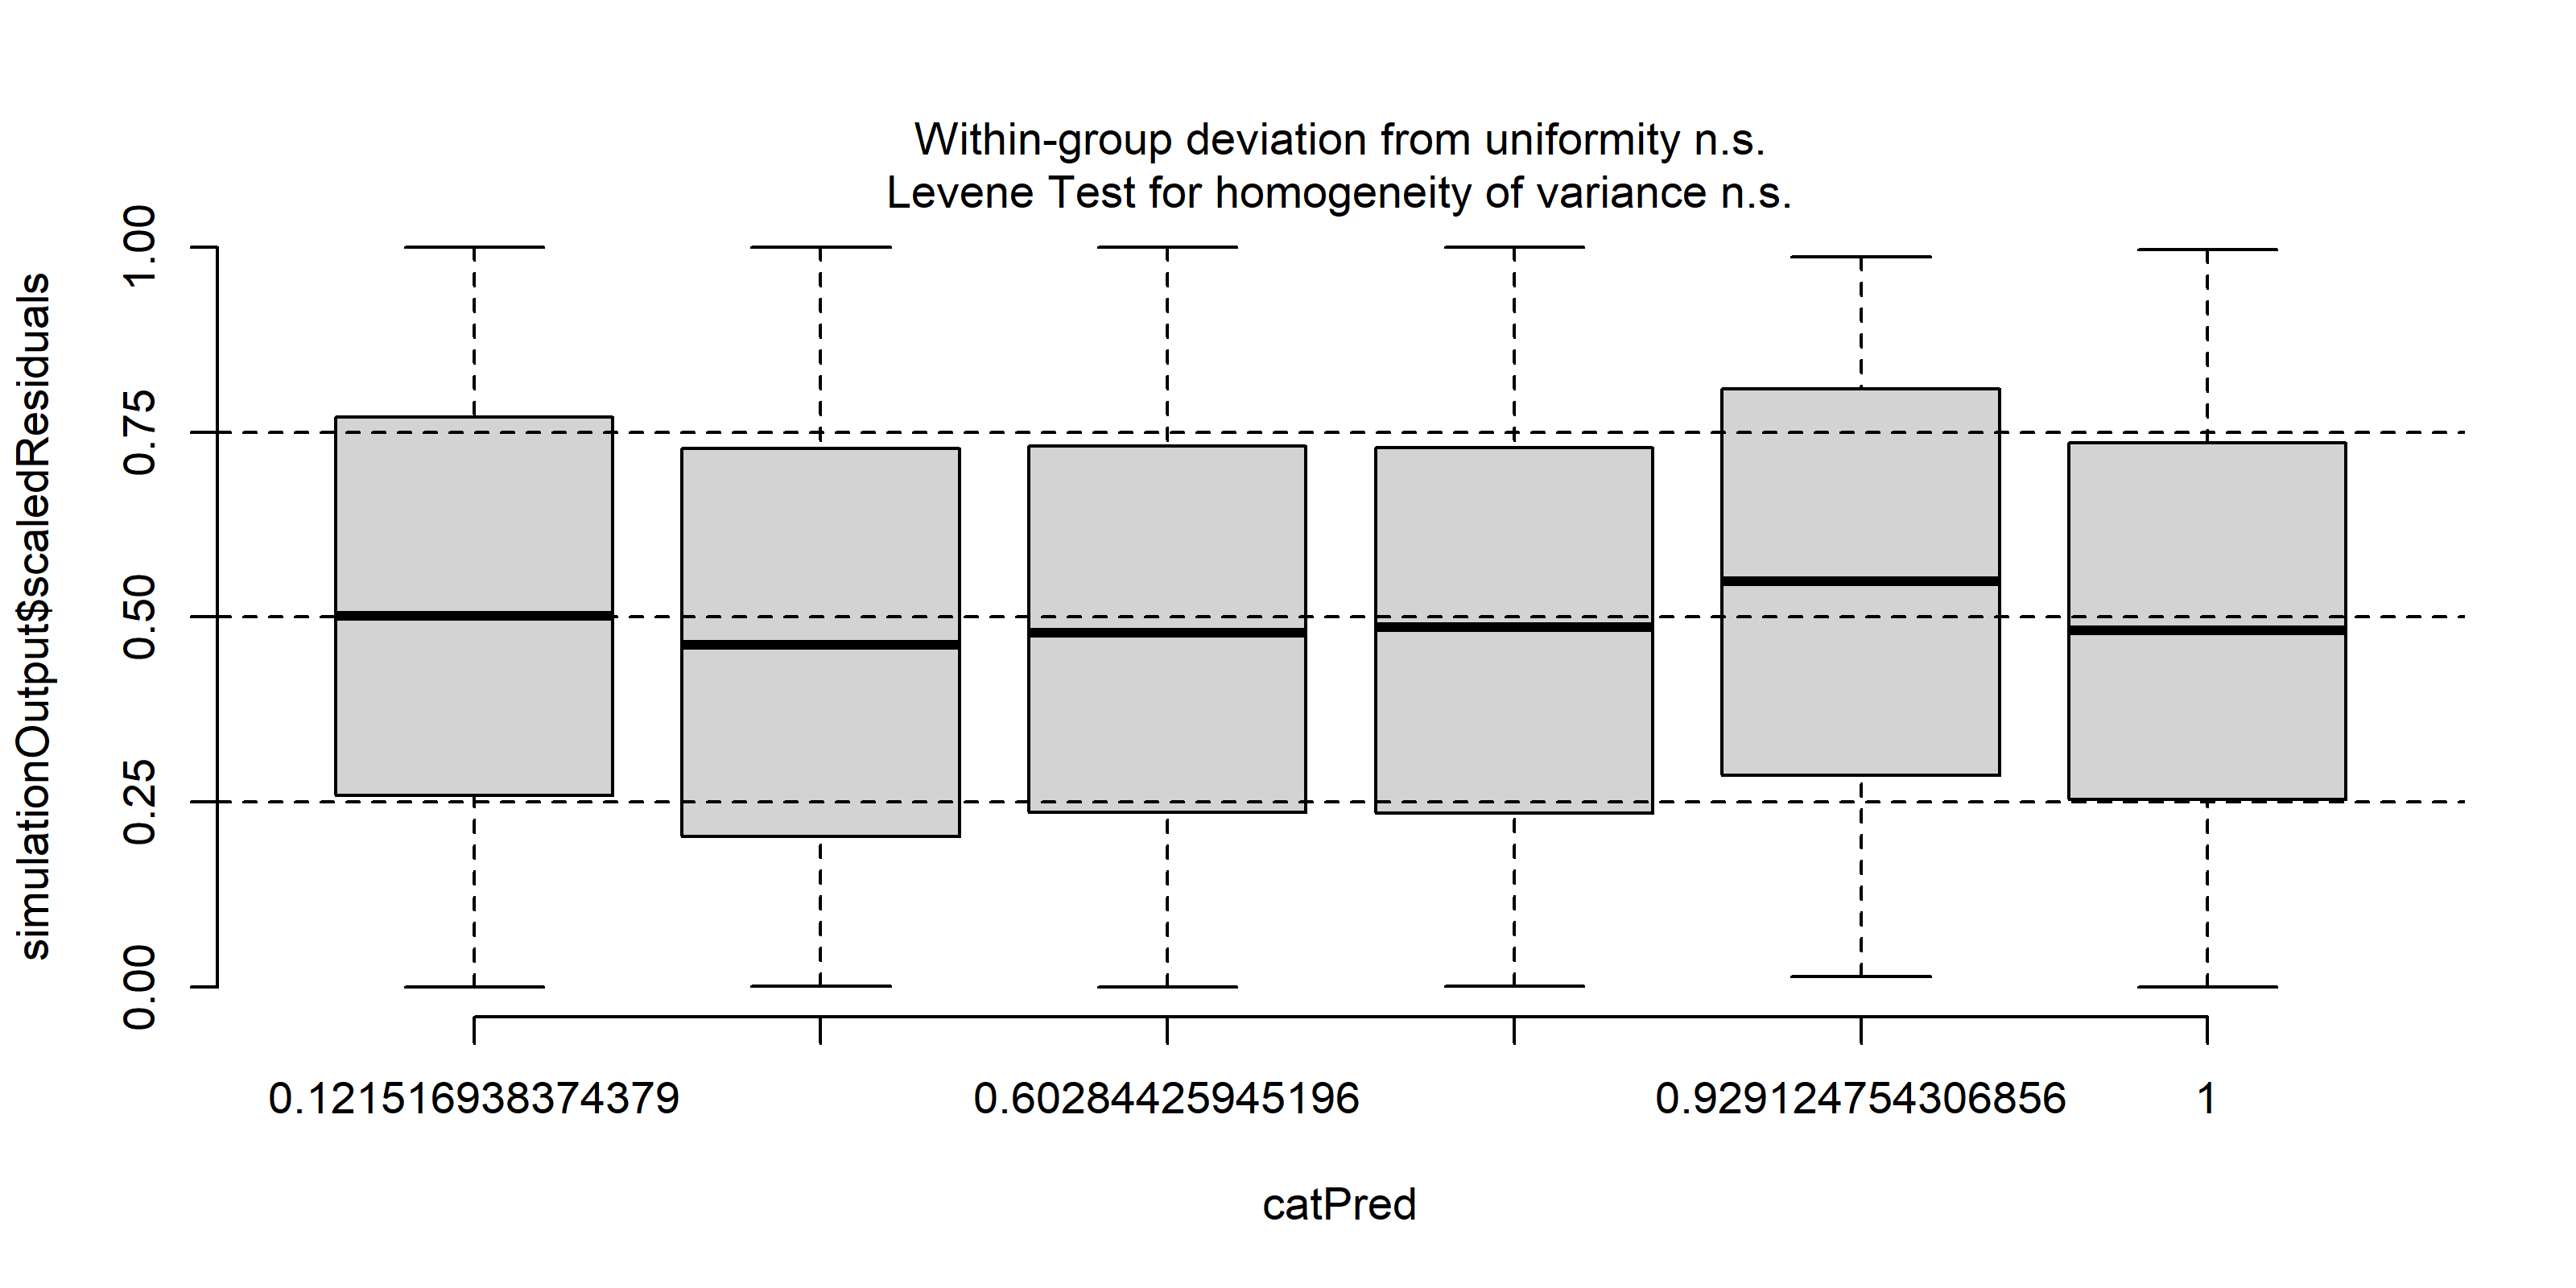 Within-group deviation from uniformity n.s.
Levene Test for homogeneity of variance n.s.
simulationOutput$scaledResiduals
1.00
0.75
0.50
0.25
0.00
0.121516938374379
0.60284425945196
0.929124754306856
1
catPred